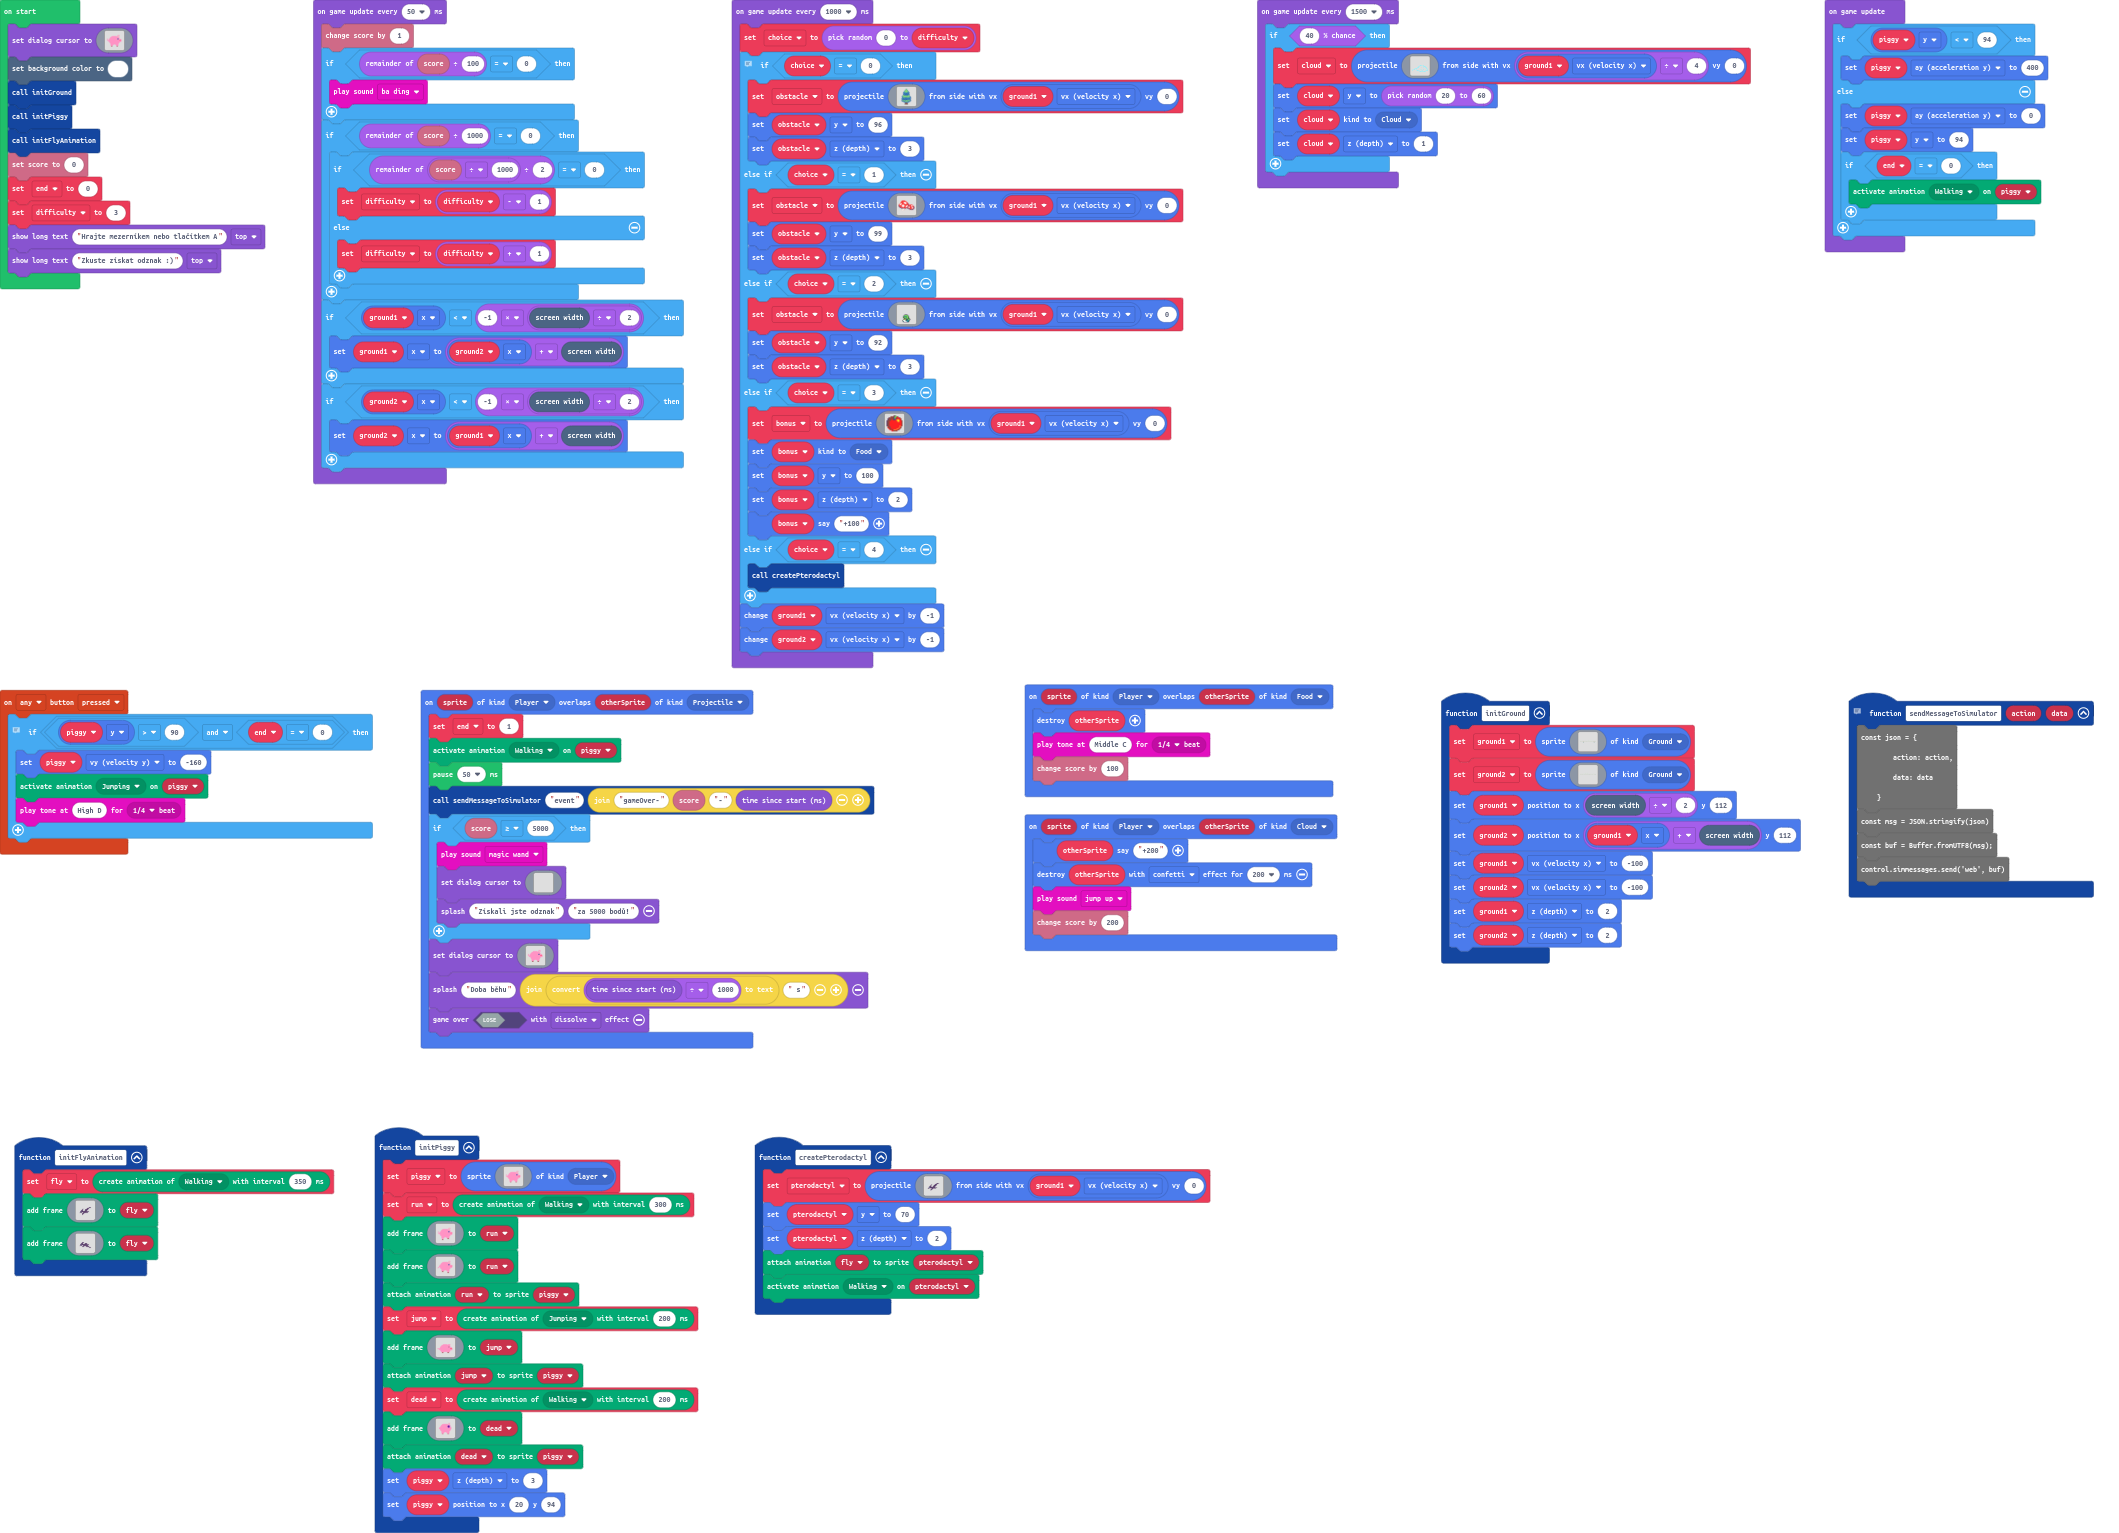 on start
set dialog cursor to
set background color to
call initGround
call initPiggy
call initFlyAnimation
set score to 0
set end to 0
set difficulty to 3
show long text "Hrajte mezerníkem nebo tlačítkem A" top
show long text "Zkuste získat odznak :)" top
on game update every 50 ms
change score by 1
if remainder of score ÷ 100 = 0 then
play sound ba ding
if remainder of score ÷ 1000 = 0 then
if remainder of score ÷ 1000 ÷ 2 = 0 then
set difficulty to difficulty - 1
else
set difficulty to difficulty + 1
if ground1 x < -1 × screen width ÷ 2 then
set ground1 x to ground2 x + screen width
if ground2 x < -1 × screen width ÷ 2 then
set ground2 x to ground1 x + screen width
on game update every 1000 ms
set choice to pick random 0 to difficulty
if choice = 0 then
set obstacle to projectile from side with vx ground1 vx (velocity x) vy 0
set obstacle y to 96
set obstacle z (depth) to 3
else if choice = 1 then
set obstacle to projectile from side with vx ground1 vx (velocity x) vy 0
set obstacle y to 99
set obstacle z (depth) to 3
else if choice = 2 then
set obstacle to projectile from side with vx ground1 vx (velocity x) vy 0
set obstacle y to 92
set obstacle z (depth) to 3
else if choice = 3 then
set bonus to projectile from side with vx ground1 vx (velocity x) vy 0
set bonus kind to Food
set bonus y to 100
set bonus z (depth) to 2
bonus say "+100"
else if choice = 4 then
call createPterodactyl
change ground1 vx (velocity x) by -1
change ground2 vx (velocity x) by -1
on game update every 1500 ms
if 40 % chance then
set cloud to projectile from side with vx ground1 vx (velocity x) ÷ 4 vy 0
set cloud y to pick random 20 to 60
set cloud kind to Cloud
set cloud z (depth) to 1
on game update
if piggy y < 94 then
set piggy ay (acceleration y) to 400
else
set piggy ay (acceleration y) to 0
set piggy y to 94
if end = 0 then
activate animation Walking on piggy
on any button pressed
if piggy y > 90 and end = 0 then
set piggy vy (velocity y) to -160
activate animation Jumping on piggy
play tone at High D for 1/4 beat
on sprite of kind Player overlaps otherSprite of kind Projectile
set end to 1
activate animation Walking on piggy
pause 50 ms
call sendMessageToSimulator "event" join "gameOver-" score "-" time since start (ms)
if score ≥ 5000 then
play sound magic wand
set dialog cursor to
splash "Získali jste odznak" "za 5000 bodů!"
set dialog cursor to
splash "Doba běhu" join convert time since start (ms) ÷ 1000 to text " s"
game over LOSE with dissolve effect
on sprite of kind Player overlaps otherSprite of kind Food
destroy otherSprite
play tone at Middle C for 1/4 beat
change score by 100
on sprite of kind Player overlaps otherSprite of kind Cloud
otherSprite say "+200"
destroy otherSprite with confetti effect for 200 ms
play sound jump up
change score by 200
function initGround
set ground1 to sprite of kind Ground
set ground2 to sprite of kind Ground
set ground1 position to x screen width ÷ 2 y 112
set ground2 position to x ground1 x + screen width y 112
set ground1 vx (velocity x) to -100
set ground2 vx (velocity x) to -100
set ground1 z (depth) to 2
set ground2 z (depth) to 2
function sendMessageToSimulator action data
const json = {
action: action,
data: data
}
const msg = JSON.stringify(json)
const buf = Buffer.fromUTF8(msg);
control.simmessages.send('web', buf)
function initFlyAnimation
set fly to create animation of Walking with interval 350 ms
add frame to fly
add frame to fly
function initPiggy
set piggy to sprite of kind Player
set run to create animation of Walking with interval 300 ms
add frame to run
add frame to run
attach animation run to sprite piggy
set jump to create animation of Jumping with interval 200 ms
add frame to jump
attach animation jump to sprite piggy
set dead to create animation of Walking with interval 200 ms
add frame to dead
attach animation dead to sprite piggy
set piggy z (depth) to 3
set piggy position to x 20 y 94
function createPterodactyl
set pterodactyl to projectile from side with vx ground1 vx (velocity x) vy 0
set pterodactyl y to 70
set pterodactyl z (depth) to 2
attach animation fly to sprite pterodactyl
activate animation Walking on pterodactyl